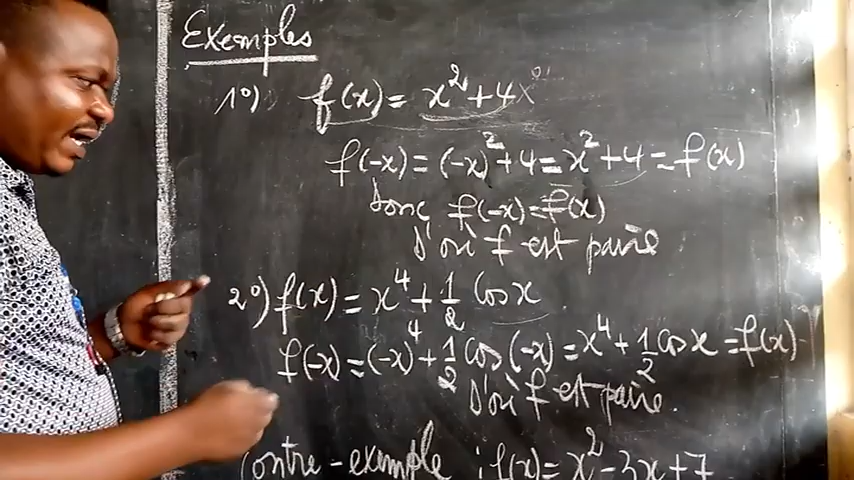 Exemples
1°) f(x) = x² + 4x⁰
f(-x) = (-x)² + 4 = x² + 4 = f(x)
donc f(-x) = f(x)
D'où f est paire
2°) f(x) = x⁴ + 1/2 cos x
f(-x) = (-x)⁴ + 1/2 cos(-x) = x⁴ + 1/2 cos x = f(x)
D'où f est paire.
Contre-exemple : f(x) = x² - 3x + 7